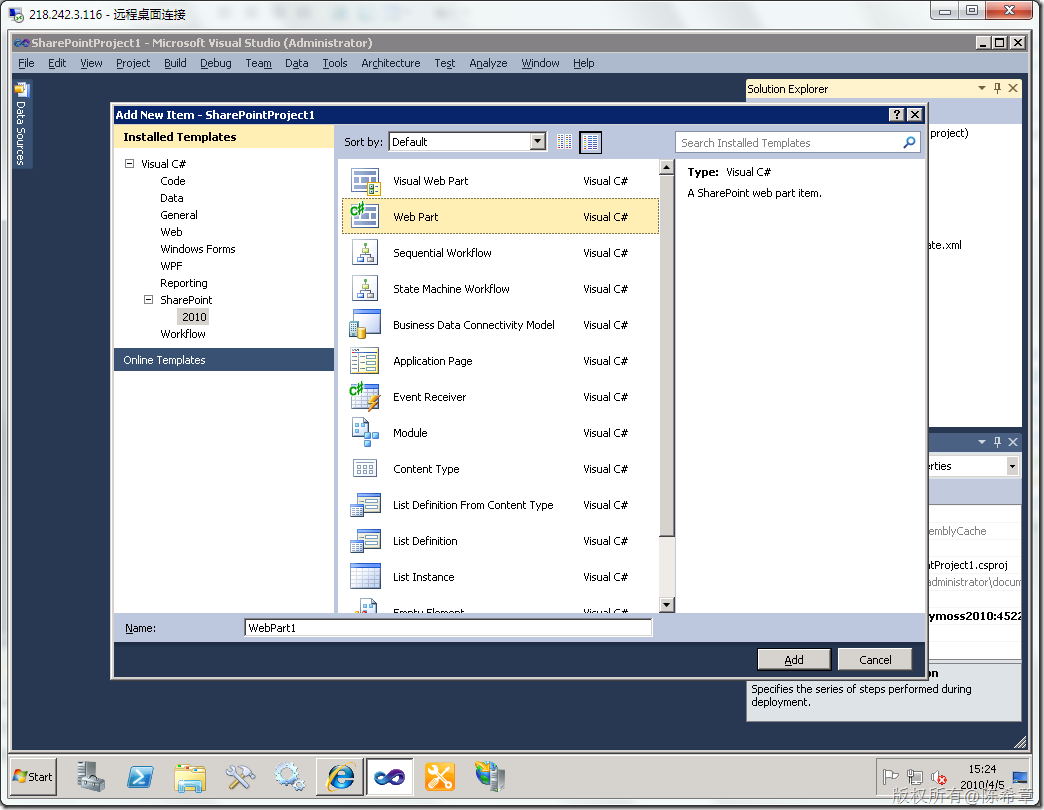 218.242.3.116 - 远程桌面连接
SharePointProject1 - Microsoft Visual Studio (Administrator)
File Edit View Project Build Debug Team Data Tools Architecture Test Analyze Window Help
Data Sources
Solution Explorer
project)
ate.xml
Add New Item - SharePointProject1
Installed Templates
Visual C#
Code
Data
General
Web
Windows Forms
WPF
Reporting
SharePoint
2010
Workflow
Online Templates
Sort by: Default
Search Installed Templates
Visual Web Part Visual C#
Web Part Visual C#
Sequential Workflow Visual C#
State Machine Workflow Visual C#
Business Data Connectivity Model Visual C#
Application Page Visual C#
Event Receiver Visual C#
Module Visual C#
Content Type Visual C#
List Definition From Content Type Visual C#
List Definition Visual C#
List Instance Visual C#
Empty Element Visual C#
Type: Visual C#
A SharePoint web part item.
Name: WebPart1
Add Cancel
erties
emblyCache
tProject1.csproj
administrator\docum
ymoss2010:4522
on
Specifies the series of steps performed during
deployment.
Start
15:24
2010/4/5
版权所有@陈希章